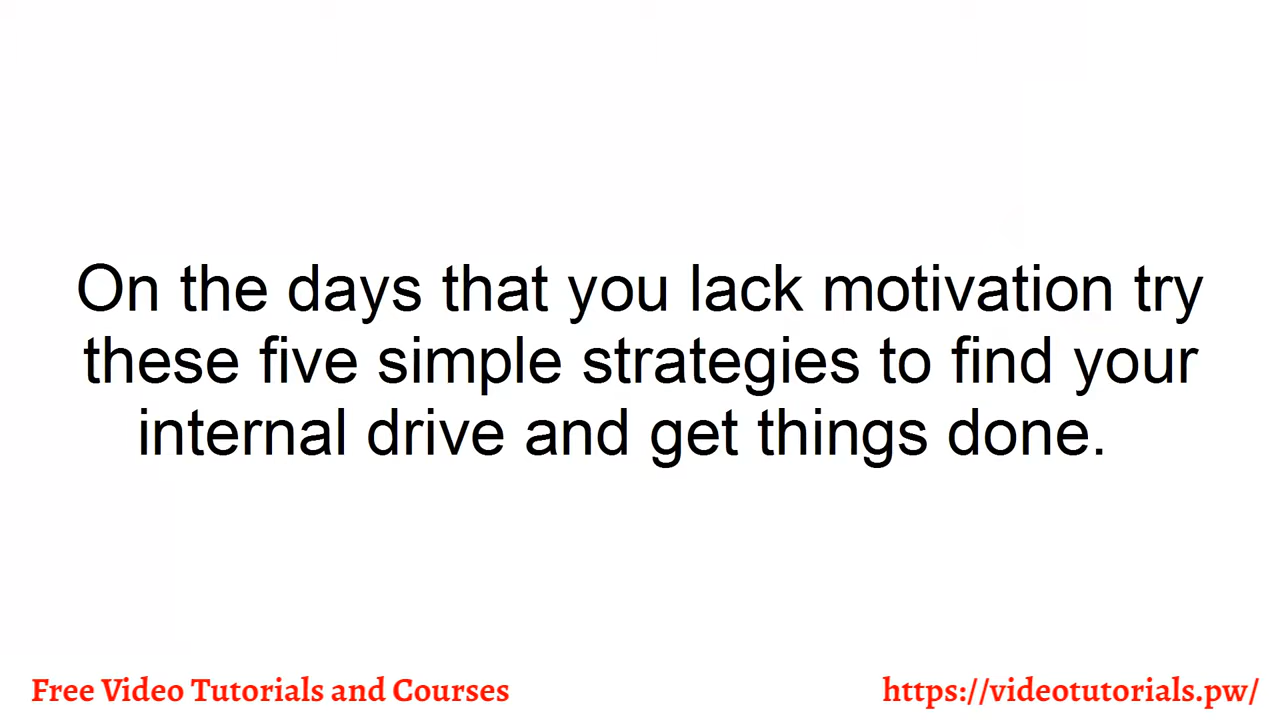 On the days that you lack motivation try
these five simple strategies to find your
internal drive and get things done.
Free Video Tutorials and Courses
https://videotutorials.pw/